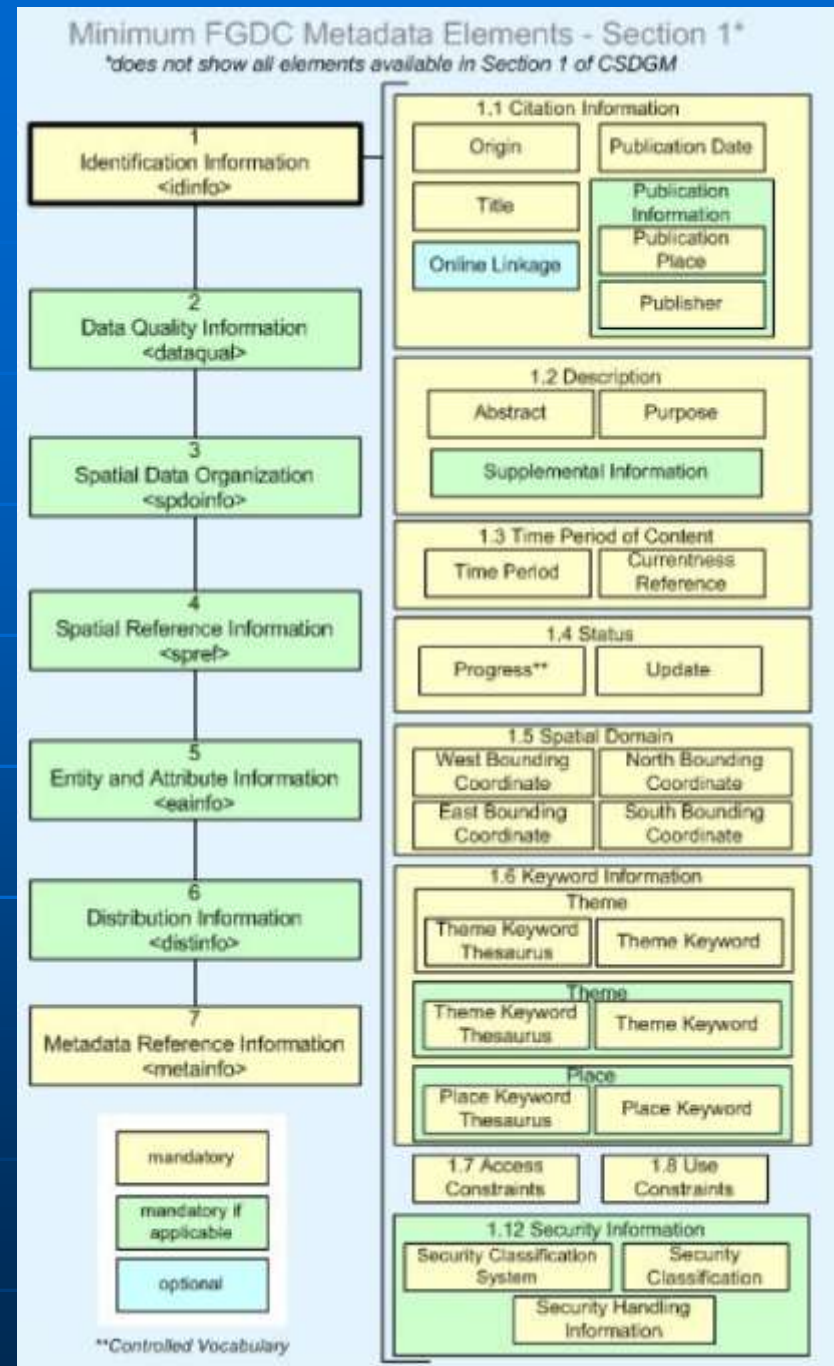 Minimum FGDC Metadata Elements - Section 1*
*does not show all elements available in Section 1 of CSDGM
1
Identification Information
<idinfo>
2
Data Quality Information
<dataqual>
3
Spatial Data Organization
<spdoinfo>
4
Spatial Reference Information
<spref>
5
Entity and Attribute Information
<eainfo>
6
Distribution Information
<distinfo>
7
Metadata Reference Information
<metainfo>
mandatory
mandatory if
applicable
optional
**Controlled Vocabulary
1.1 Citation Information
Origin
Publication Date
Title
Publication
Information
Publication
Place
Online Linkage
Publisher
1.2 Description
Abstract
Purpose
Supplemental Information
1.3 Time Period of Content
Time Period
Currentness
Reference
1.4 Status
Progress**
Update
1.5 Spatial Domain
West Bounding
Coordinate
North Bounding
Coordinate
East Bounding
Coordinate
South Bounding
Coordinate
1.6 Keyword Information
Theme
Theme Keyword
Thesaurus
Theme Keyword
Theme
Theme Keyword
Thesaurus
Theme Keyword
Place
Place Keyword
Thesaurus
Place Keyword
1.7 Access
Constraints
1.8 Use
Constraints
1.12 Security Information
Security Classification
System
Security
Classification
Security Handling
Information